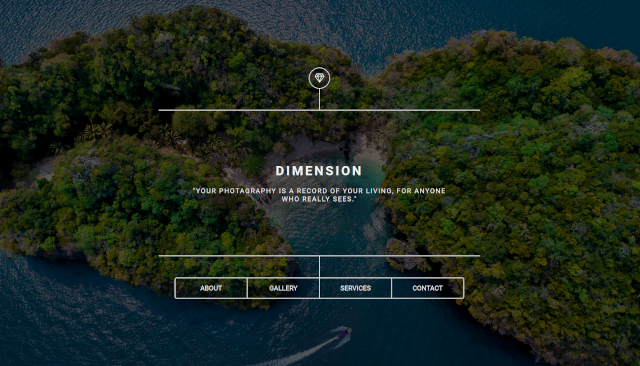 DIMENSION
"YOUR PHOTAGRAPHY IS A RECORD OF YOUR LIVING, FOR ANYONE
WHO REALLY SEES."
ABOUT GALLERY SERVICES CONTACT